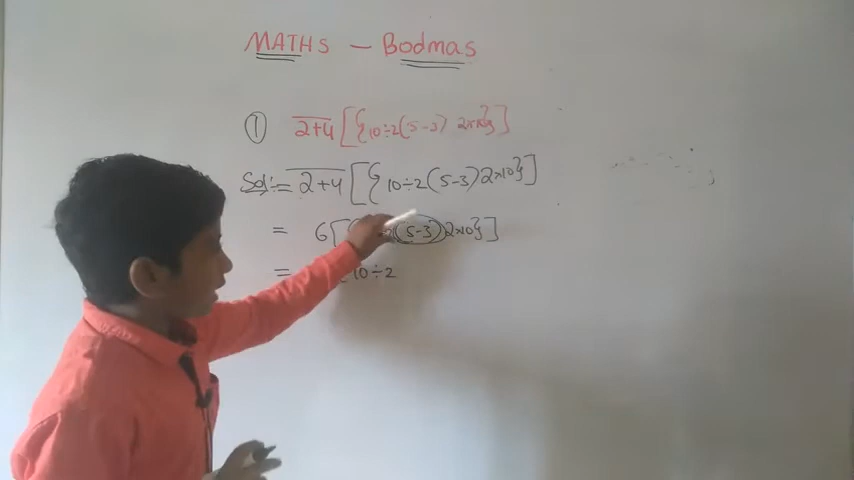 MATHS - Bodmas
① 2+4[{10÷2(5-3) 2×10}]
Sol:= 2+4[{10÷2(5-3)2×10}]
= 6[ (5-3)2×10}]
= 10÷2